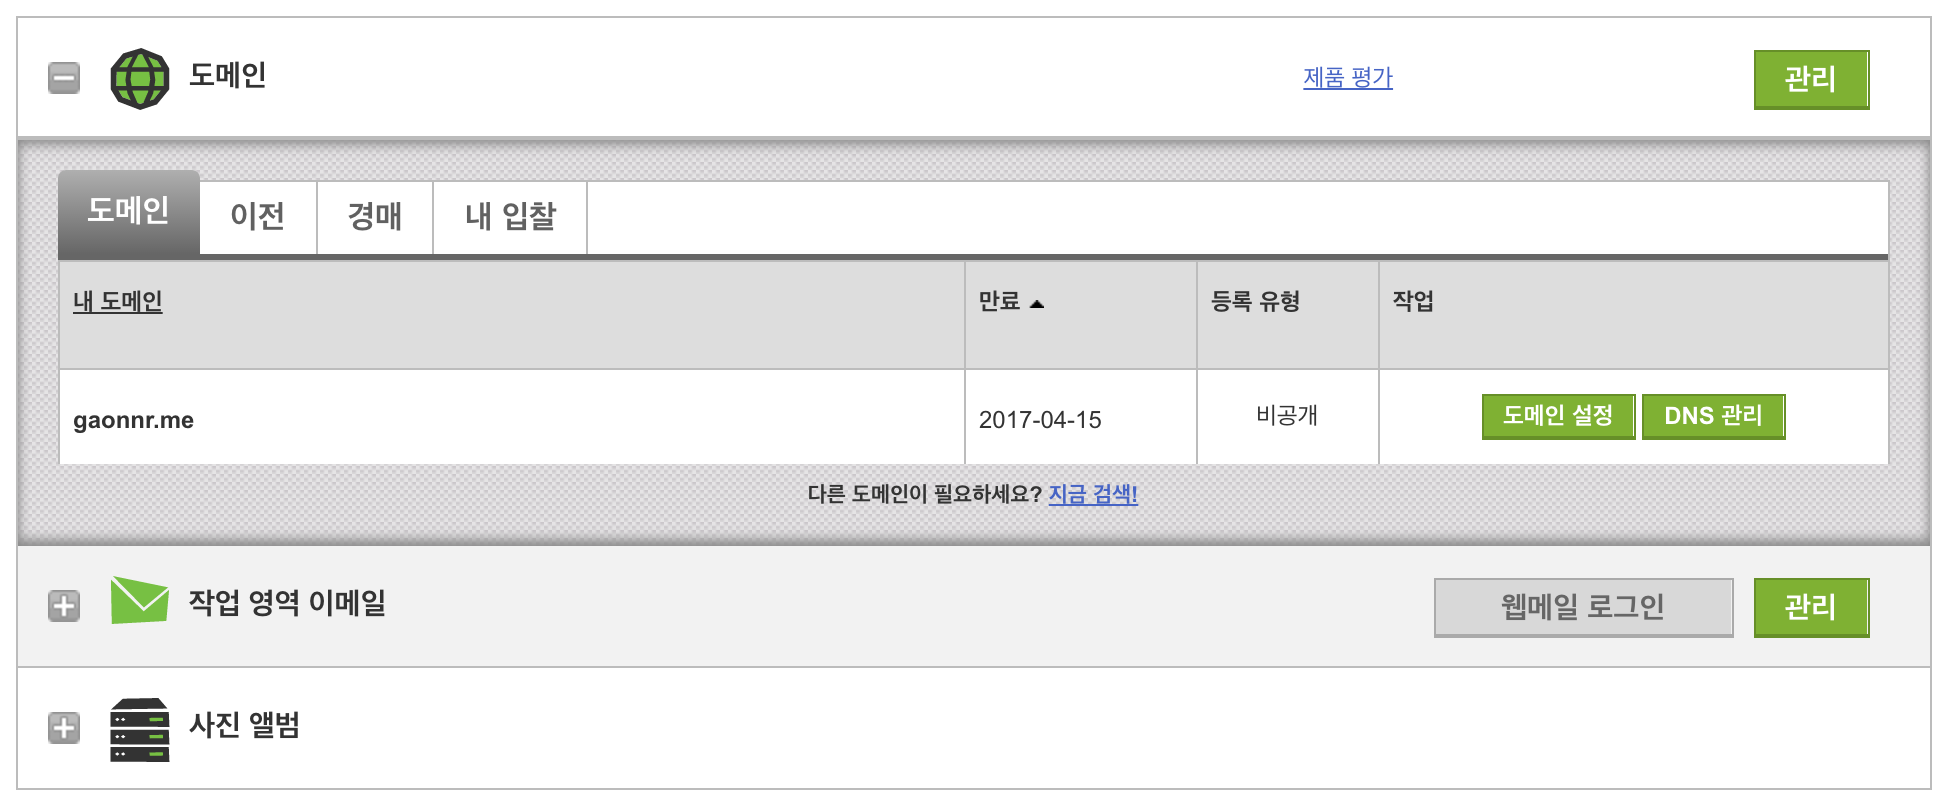 도메인 제품 평가 관리
도메인 이전 경매 내 입찰
내 도메인 만료 등록 유형 작업
gaonnr.me 2017-04-15 비공개 도메인 설정 DNS 관리
다른 도메인이 필요하세요? 지금 검색!
작업 영역 이메일 웹메일 로그인 관리
사진 앨범